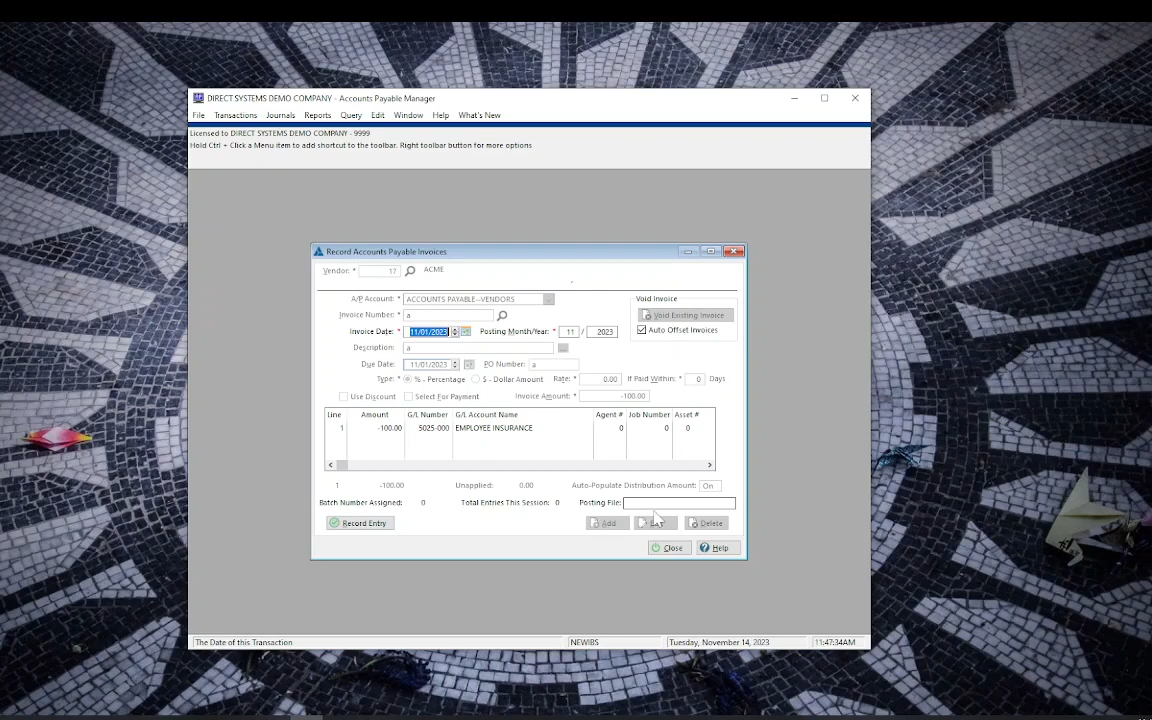 DIRECT SYSTEMS DEMO COMPANY - Accounts Payable Manager
File Transactions Journals Reports Query Edit Window Help What's New
Licensed to DIRECT SYSTEMS DEMO COMPANY - 9999
Hold Ctrl + Click a Menu item to add shortcut to the toolbar. Right toolbar button for more options
Record Accounts Payable Invoices
Vendor: * 17 ACME
A/P Account: * ACCOUNTS PAYABLE--VENDORS Void Invoice
Invoice Number: * a Void Existing Invoice
Invoice Date: * 11/01/2023 Posting Month/Year: * 11 / 2023 Auto Offset Invoices
Description: a
Due Date: 11/01/2023 PO Number: a
Type: * % - Percentage $ - Dollar Amount Rate: * 0.00 If Paid Within: * 0 Days
Use Discount Select For Payment Invoice Amount: * -100.00
Line Amount G/L Number G/L Account Name Agent # Job Number Asset #
1 -100.00 5025-000 EMPLOYEE INSURANCE 0 0 0
1 -100.00 Unapplied: 0.00 Auto-Populate Distribution Amount: On
Batch Number Assigned: 0 Total Entries This Session: 0 Posting File:
Record Entry Add Delete
Close Help
The Date of this Transaction NEWIBS Tuesday, November 14, 2023 11:47:34AM